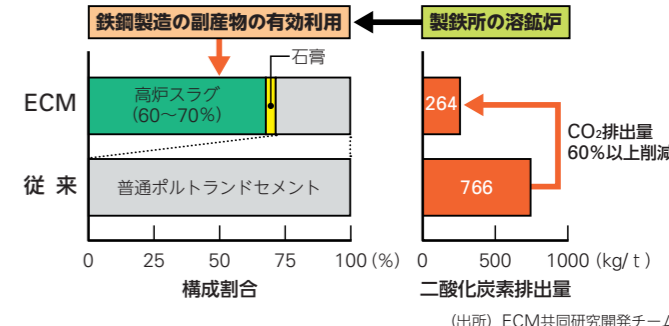 鉄鋼製造の副産物の有効利用
製鉄所の溶鉱炉
石膏
ECM
高炉スラグ
(60〜70%)
264
CO₂排出量
60%以上削減
従 来
普通ポルトランドセメント
766
0 25 50 75 100 (%)
0 500 1000 (kg/ t )
構成割合
二酸化炭素排出量
(出所) ECM共同研究開発チーム